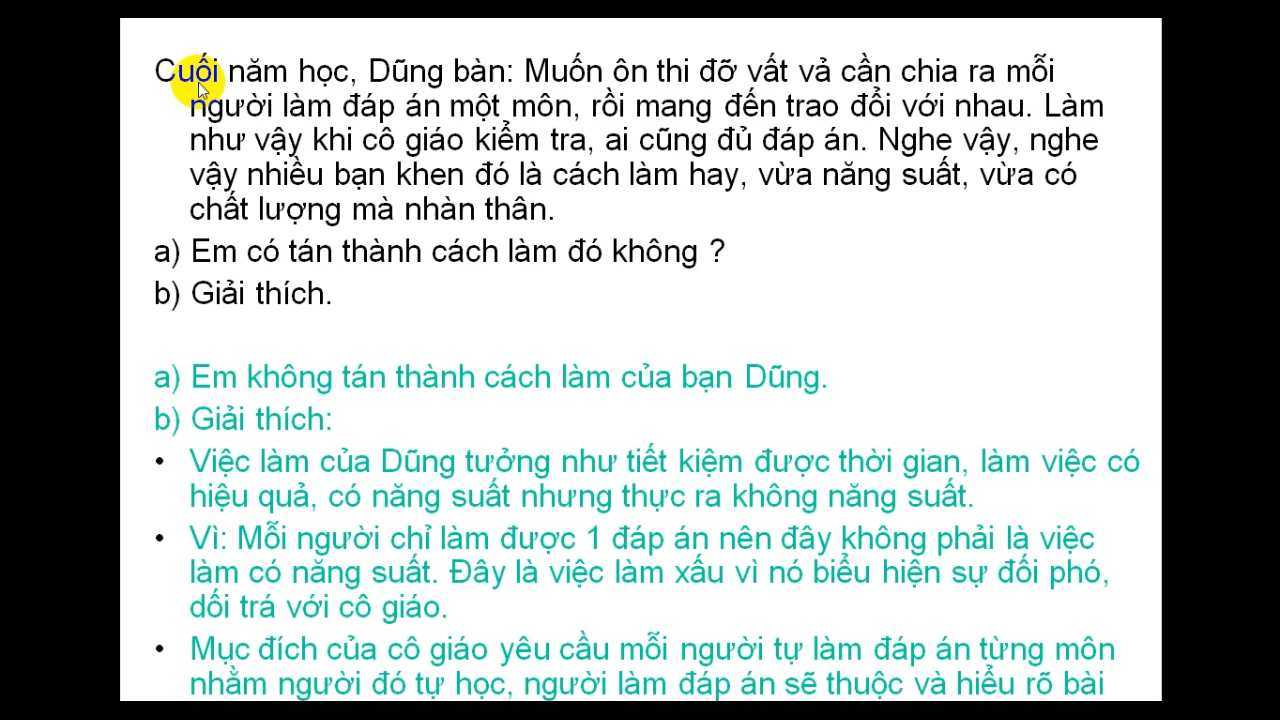 Cuối năm học, Dũng bàn: Muốn ôn thi đỡ vất vả cần chia ra mỗi
người làm đáp án một môn, rồi mang đến trao đổi với nhau. Làm
như vậy khi cô giáo kiểm tra, ai cũng đủ đáp án. Nghe vậy, nghe
vậy nhiều bạn khen đó là cách làm hay, vừa năng suất, vừa có
chất lượng mà nhàn thân.
a) Em có tán thành cách làm đó không ?
b) Giải thích.
a) Em không tán thành cách làm của bạn Dũng.
b) Giải thích:
• Việc làm của Dũng tưởng như tiết kiệm được thời gian, làm việc có
hiệu quả, có năng suất nhưng thực ra không năng suất.
• Vì: Mỗi người chỉ làm được 1 đáp án nên đây không phải là việc
làm có năng suất. Đây là việc làm xấu vì nó biểu hiện sự đối phó,
dối trá với cô giáo.
• Mục đích của cô giáo yêu cầu mỗi người tự làm đáp án từng môn
nhằm người đó tự học, người làm đáp án sẽ thuộc và hiểu rõ bài